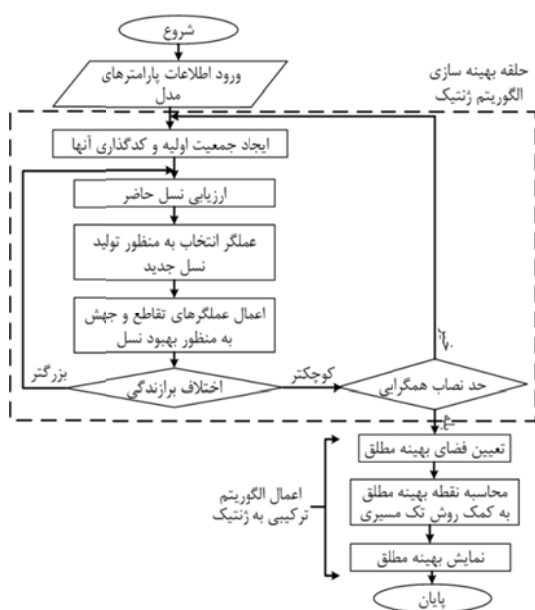 شروع
ورود اطلاعات پارامترهای
مدل
حلقه بهینه سازی
الگوریتم ژنتیک
ایجاد جمعیت اولیه و کدگذاری آنها
ارزیابی نسل حاضر
عملگر انتخاب به منظور تولید
نسل جدید
اعمال عملگرهای تقاطع و جهش
به منظور بهبود نسل
بزرگتر
اختلاف برازندگی
کوچکتر
حد نصاب همگرایی
خیر
بله
تعیین فضای بهینه مطلق
محاسبه نقطه بهینه مطلق
به کمک روش تک مسیری
نمایش بهینه مطلق
اعمال الگوریتم
ترکیبی به ژنتیک
پایان